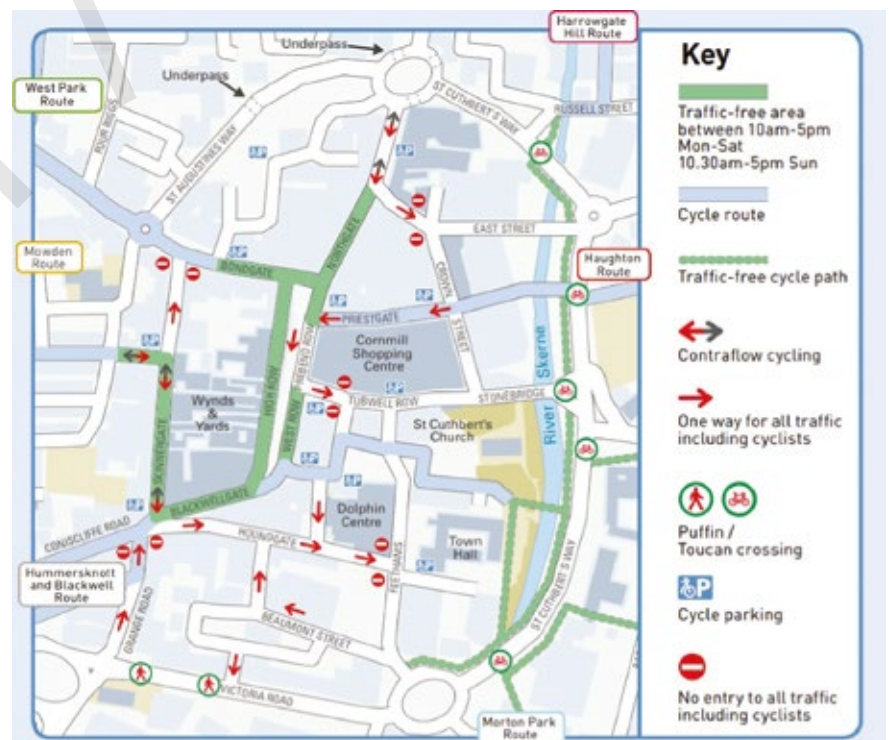 Harrowgate
Hill Route
Underpass
Underpass
West Park
Route
FOUR RIGGS
ST AUGUSTINES WAY
ST CUTHBERT'S WAY
RUSSELL STREET
EAST STREET
Mowden
Route
BONDGATE
NORTHGATE
CROWN
STREET
Haughton
Route
PRIESTGATE
Cornmill
Shopping
Centre
PREBEND ROW
HIGH ROW
WEST ROW
TUBWELL ROW
STONEBRIDGE
River Skerne
Wynds
&
Yards
SKINNERGATE
St Cuthbert's
Church
BLACKWELLGATE
CONISCLIFFE ROAD
HOUNDGATE
Dolphin
Centre
Town
Hall
FEETHAMS
ST CUTHBERT'S WAY
Hummersknott
and Blackwell
Route
GRANGE ROAD
BEAUMONT STREET
VICTORIA ROAD
Morton Park
Route
P
P
P
P
P
P
P
P
P
P
P
P
Key
Traffic-free area
between 10am-5pm
Mon-Sat
10.30am-5pm Sun
Cycle route
Traffic-free cycle path
Contraflow cycling
One way for all traffic
including cyclists
Puffin /
Toucan crossing
P
Cycle parking
No entry to all traffic
including cyclists